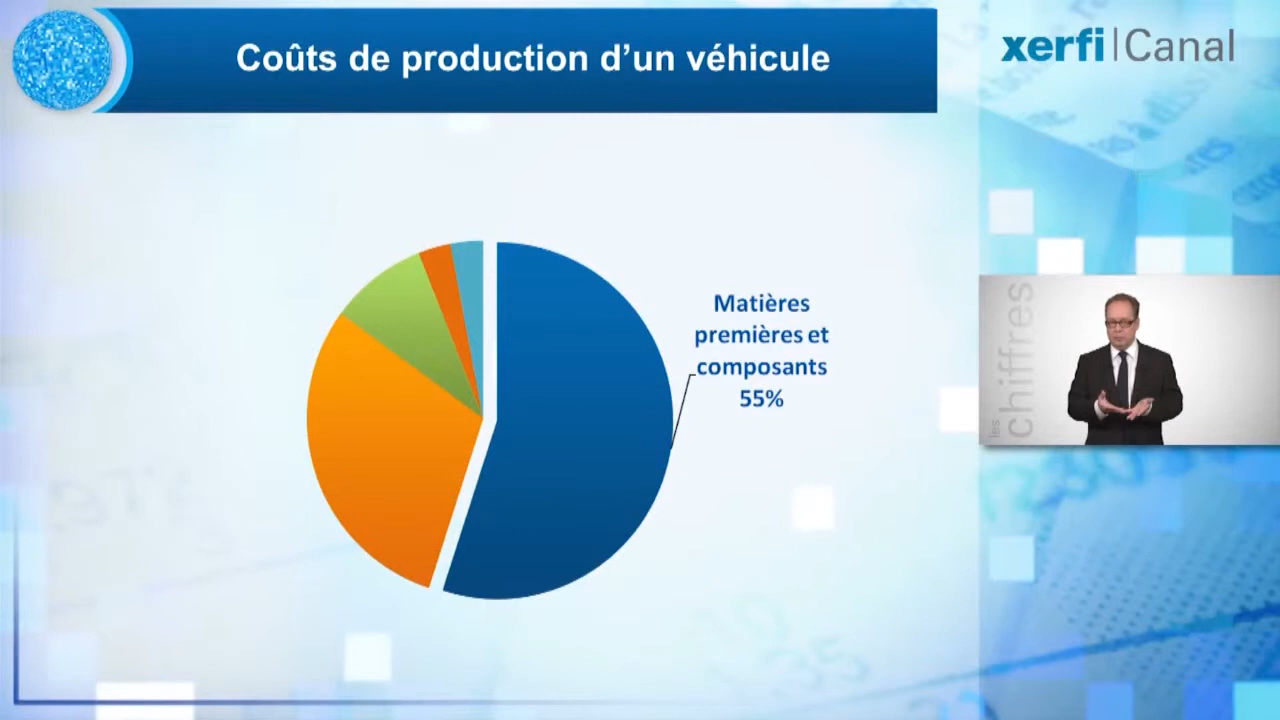 Coûts de production d'un véhicule
xerfi|Canal
Matières
premières et
composants
55%
les
chiffres